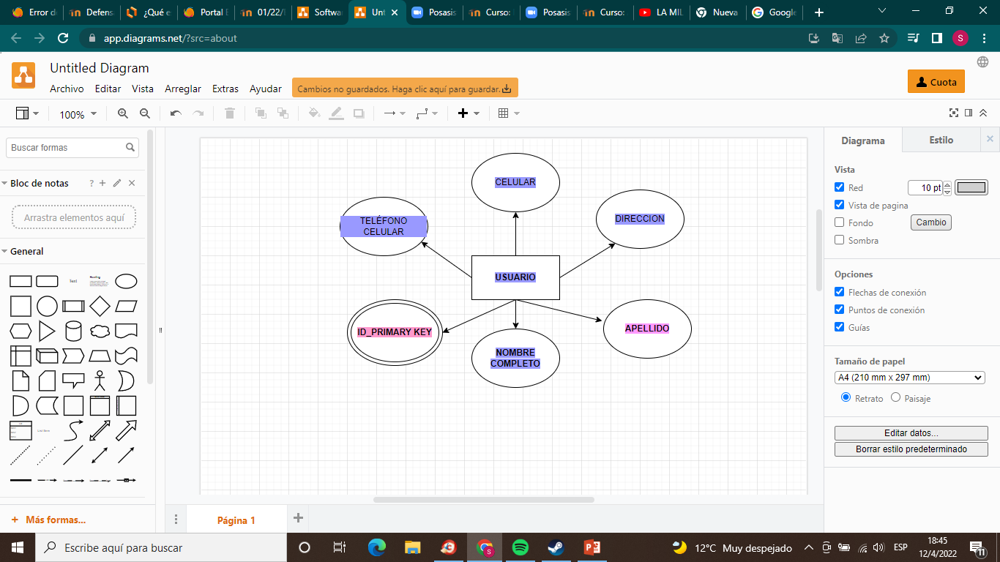 Error d
Defens
¿Qué e
Portal E
01/22/I
Softwa
Unt
Posasis
Curso:
Posasis
Curso:
LA MIL
Nueva
Google
app.diagrams.net/?src=about
S
Untitled Diagram
Archivo Editar Vista Arreglar Extras Ayudar
Cambios no guardados. Haga clic aquí para guardar.
Cuota
100%
Buscar formas
Bloc de notas
?
Arrastra elementos aquí
General
Text
Heading
Más formas...
CELULAR
TELÉFONO
CELULAR
DIRECCION
USUARIO
ID_PRIMARY KEY
NOMBRE
COMPLETO
APELLIDO
Página 1
Diagrama
Estilo
Vista
Red
10 pt
Vista de pagina
Fondo
Cambio
Sombra
Opciones
Flechas de conexión
Puntos de conexión
Guías
Tamaño de papel
A4 (210 mm x 297 mm)
Retrato
Paisaje
Editar datos...
Borrar estilo predeterminado
Escribe aquí para buscar
12°C Muy despejado
ESP
18:45
12/4/2022
11